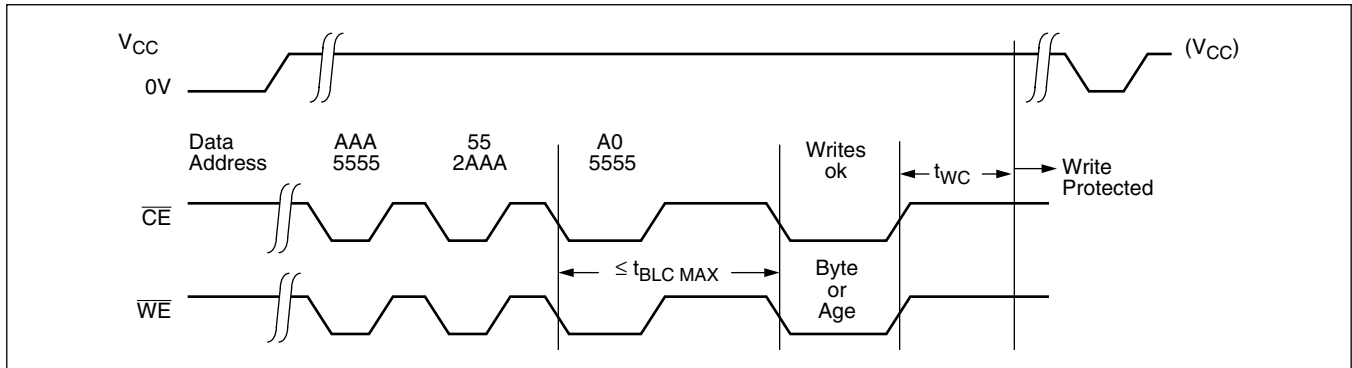 VCC
(VCC)
0V
Data AAA 55 A0 Writes
Address 5555 2AAA 5555 ok
tWC
Write
Protected
CE
≤ tBLC MAX
Byte
or
Age
WE